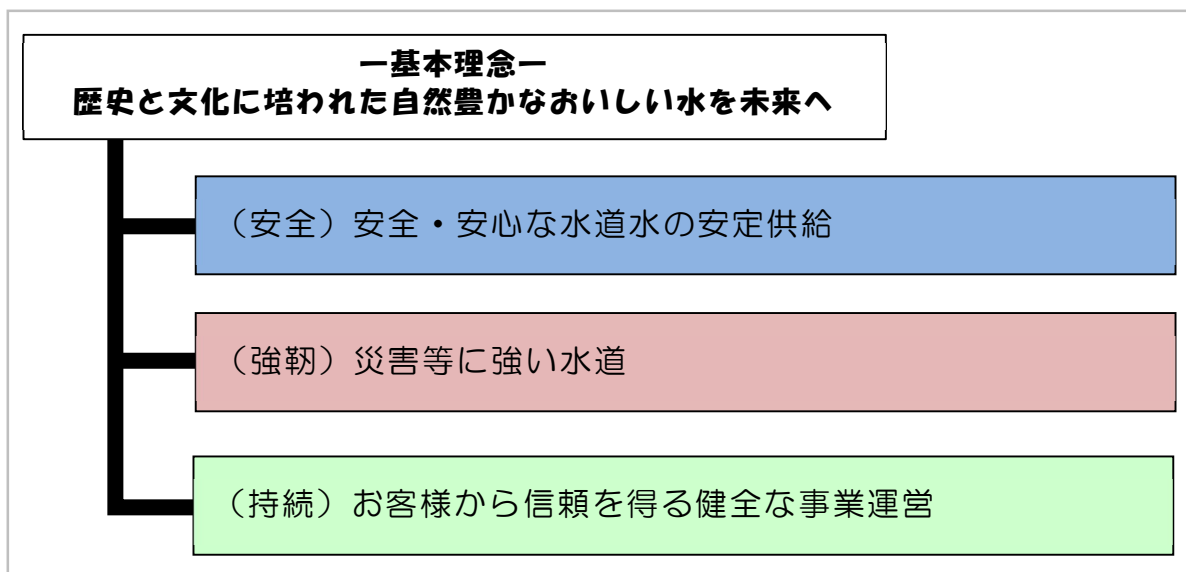 ー基本理念ー
歴史と文化に培われた自然豊かなおいしい水を未来へ
（安全）安全・安心な水道水の安定供給
（強靭）災害等に強い水道
（持続）お客様から信頼を得る健全な事業運営